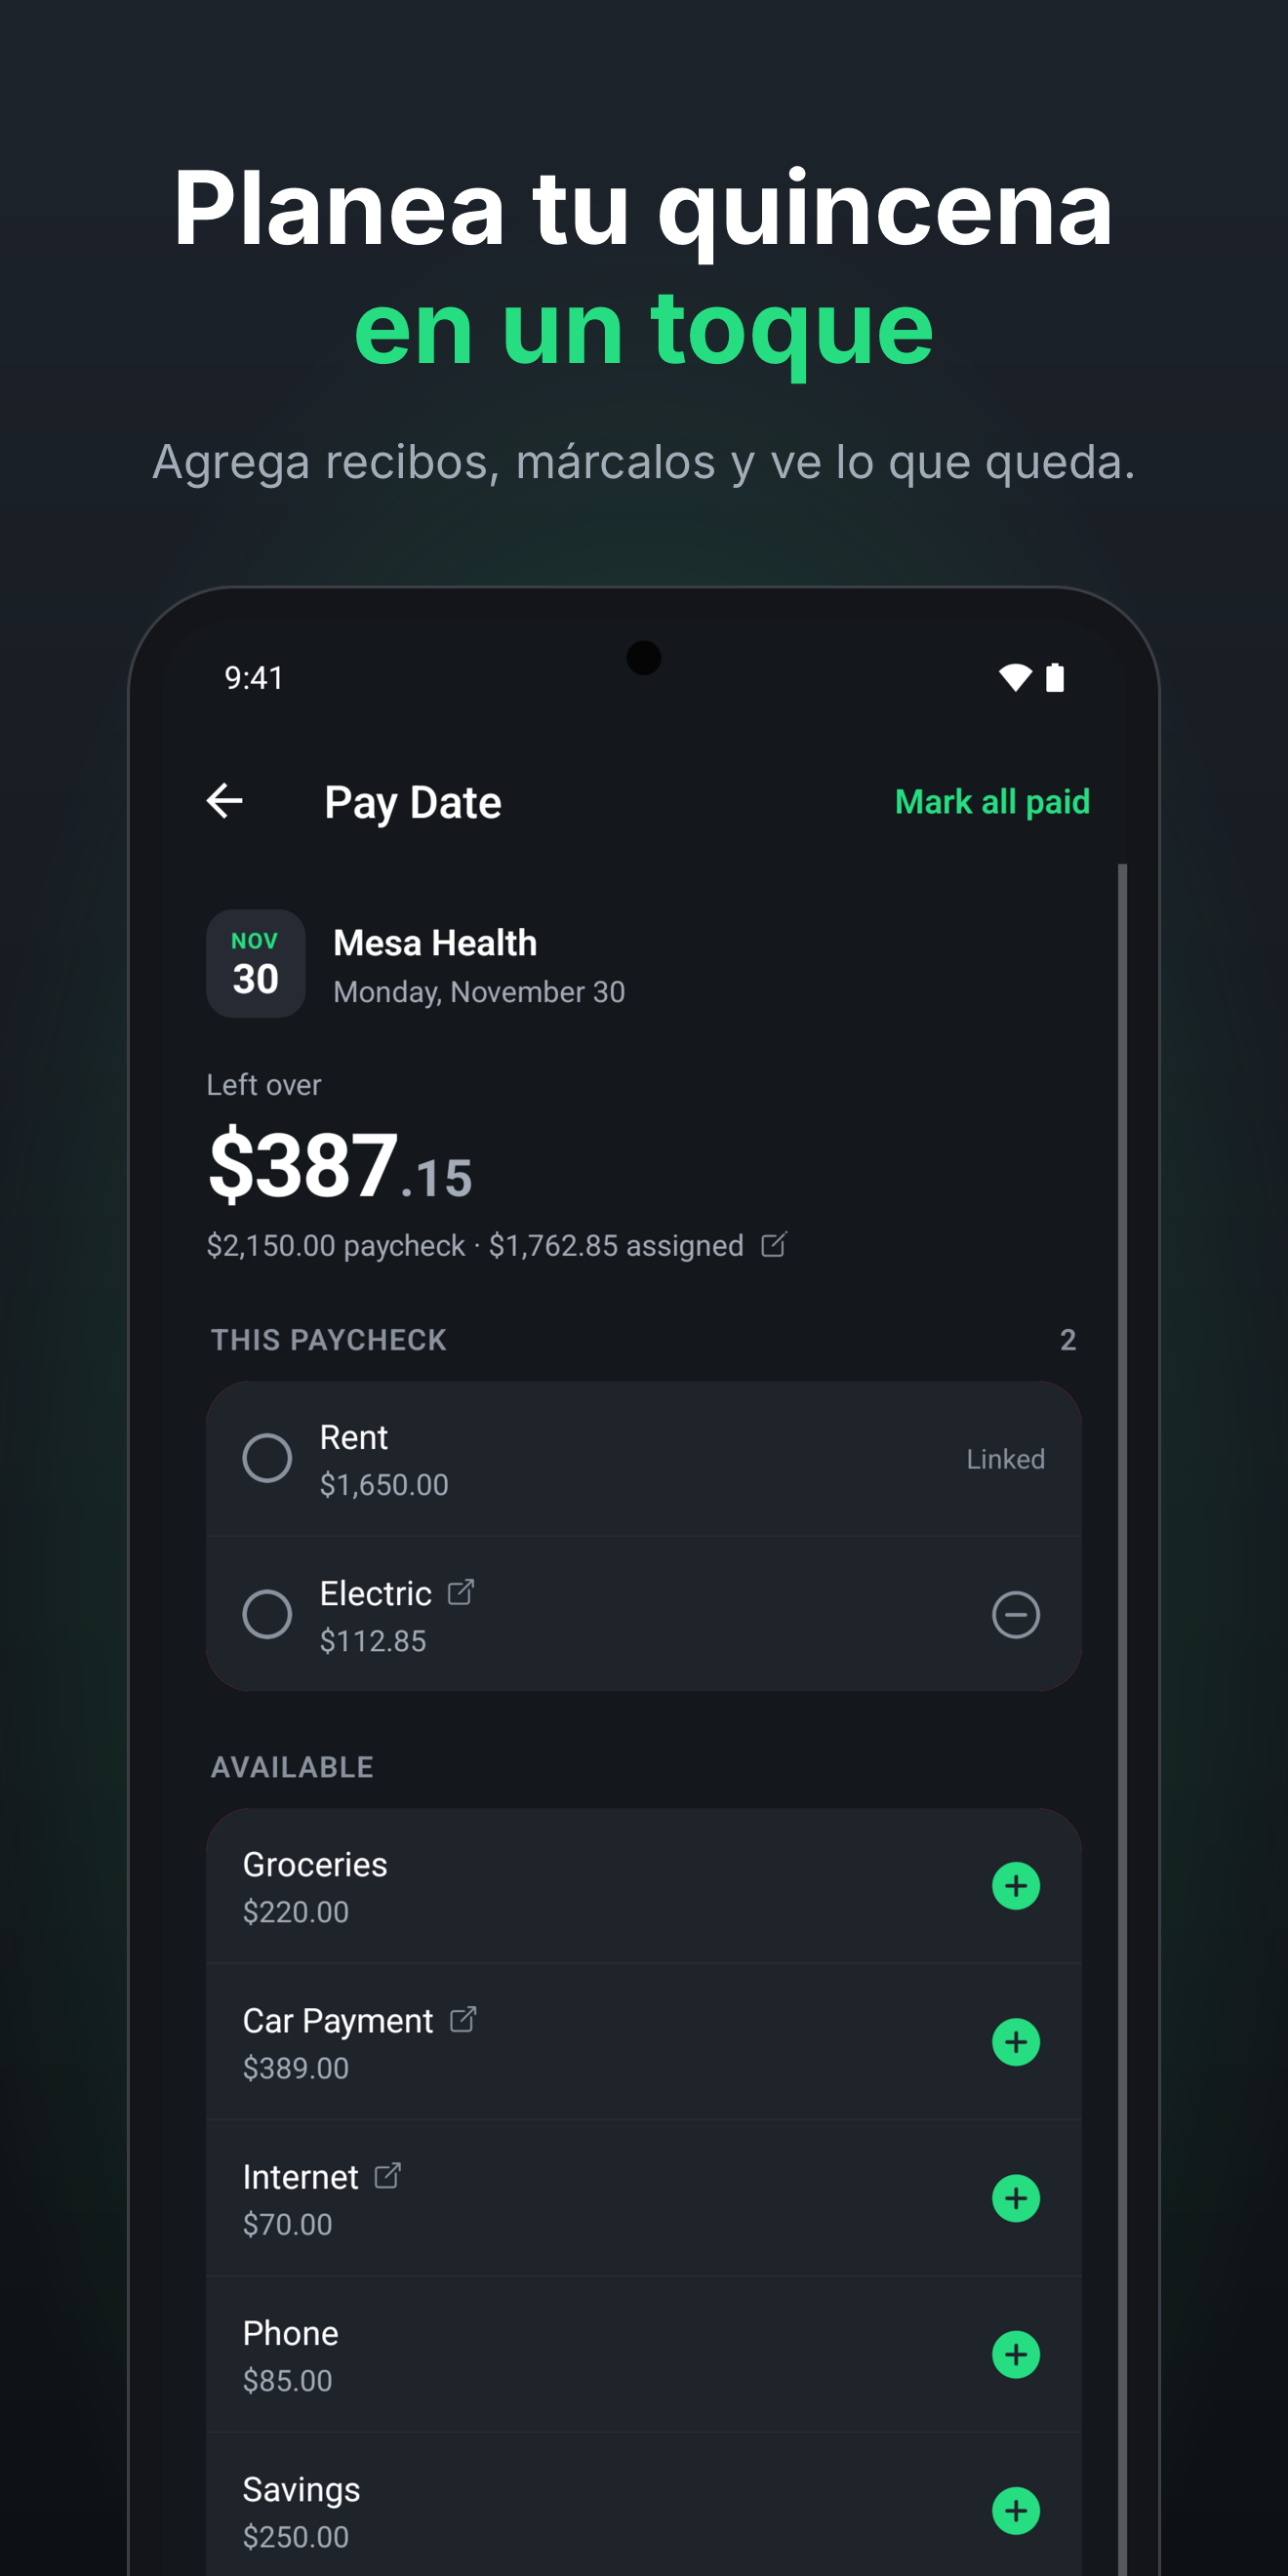 Planea tu quincena
en un toque
Agrega recibos, márcalos y ve lo que queda.
9:41
Pay Date
Mark all paid
NOV
30
Mesa Health
Monday, November 30
Left over
$387.15
$2,150.00 paycheck · $1,762.85 assigned
THIS PAYCHECK
2
Rent
$1,650.00
Linked
Electric
$112.85
AVAILABLE
Groceries
$220.00
Car Payment
$389.00
Internet
$70.00
Phone
$85.00
Savings
$250.00